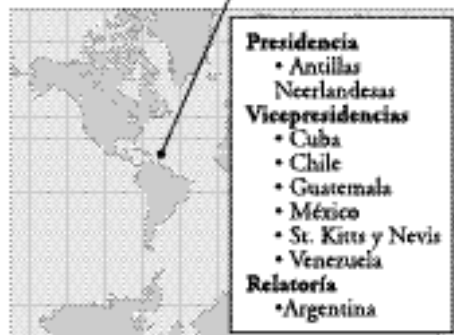 Presidencia
• Antillas
Neerlandesas
Vicepresidencias
• Cuba
• Chile
• Guatemala
• México
• St. Kitts y Nevis
• Venezuela
Relatoría
•Argentina